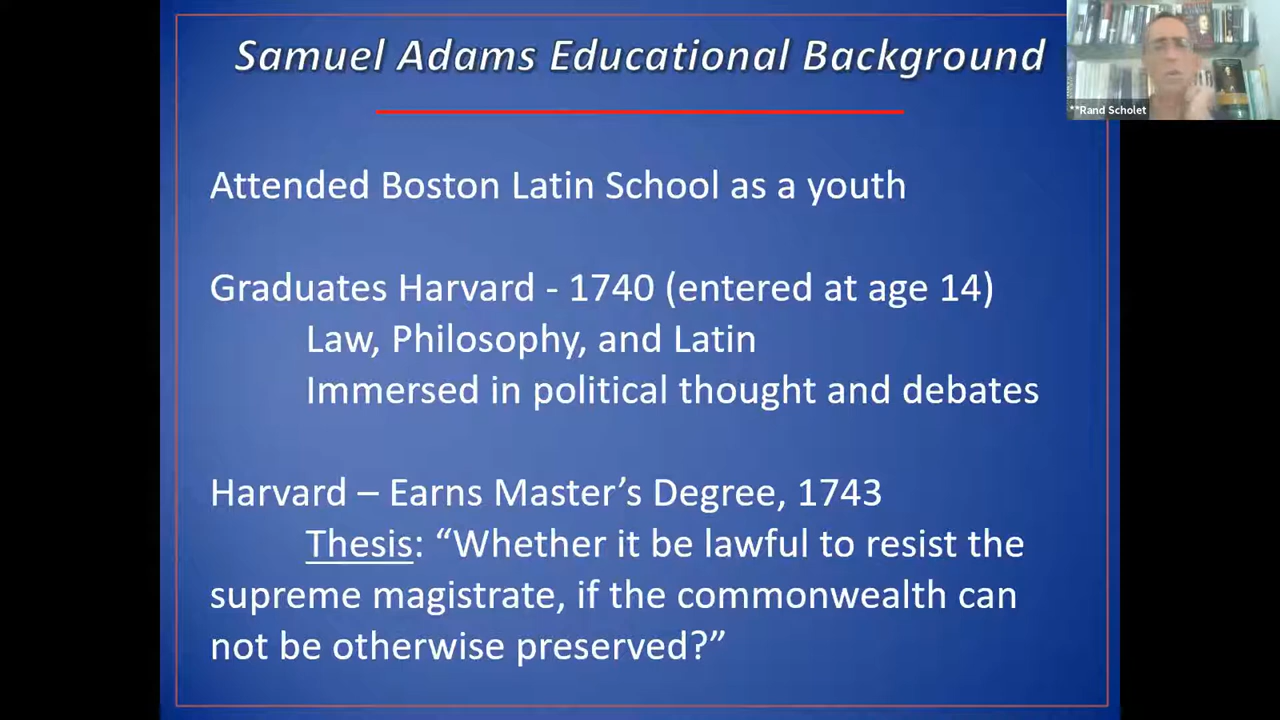 Samuel Adams Educational Background
**Rand Scholet
Attended Boston Latin School as a youth
Graduates Harvard - 1740 (entered at age 14)
Law, Philosophy, and Latin
Immersed in political thought and debates
Harvard – Earns Master’s Degree, 1743
Thesis: “Whether it be lawful to resist the
supreme magistrate, if the commonwealth can
not be otherwise preserved?”